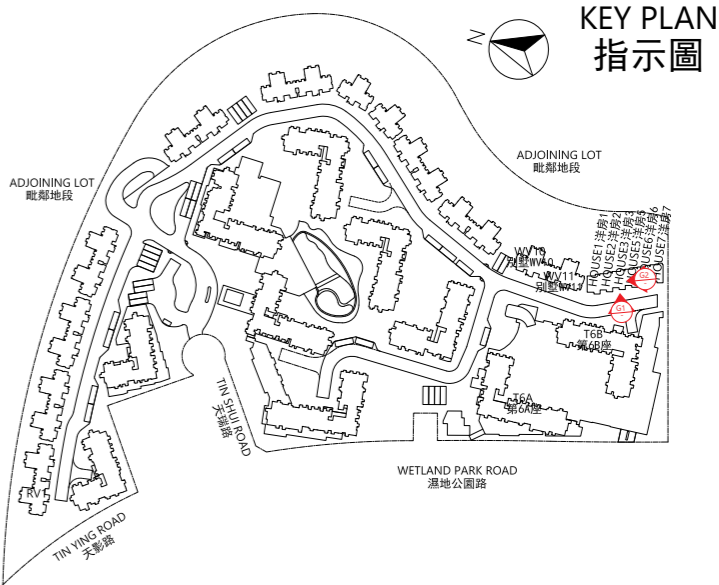 KEY PLAN
指示圖
N
ADJOINING LOT
毗鄰地段
ADJOINING LOT
毗鄰地段
WV10
別墅WV10
WV11
別墅WV11
HOUSE1 洋房1
HOUSE2 洋房2
HOUSE3 洋房3
HOUSE5 洋房5
HOUSE6 洋房6
HOUSE7 洋房7
G2
G1
T6B
第6B座
T6A
第6A座
TIN SHUI ROAD
天瑞路
WETLAND PARK ROAD
濕地公園路
RV1
TIN YING ROAD
天影路